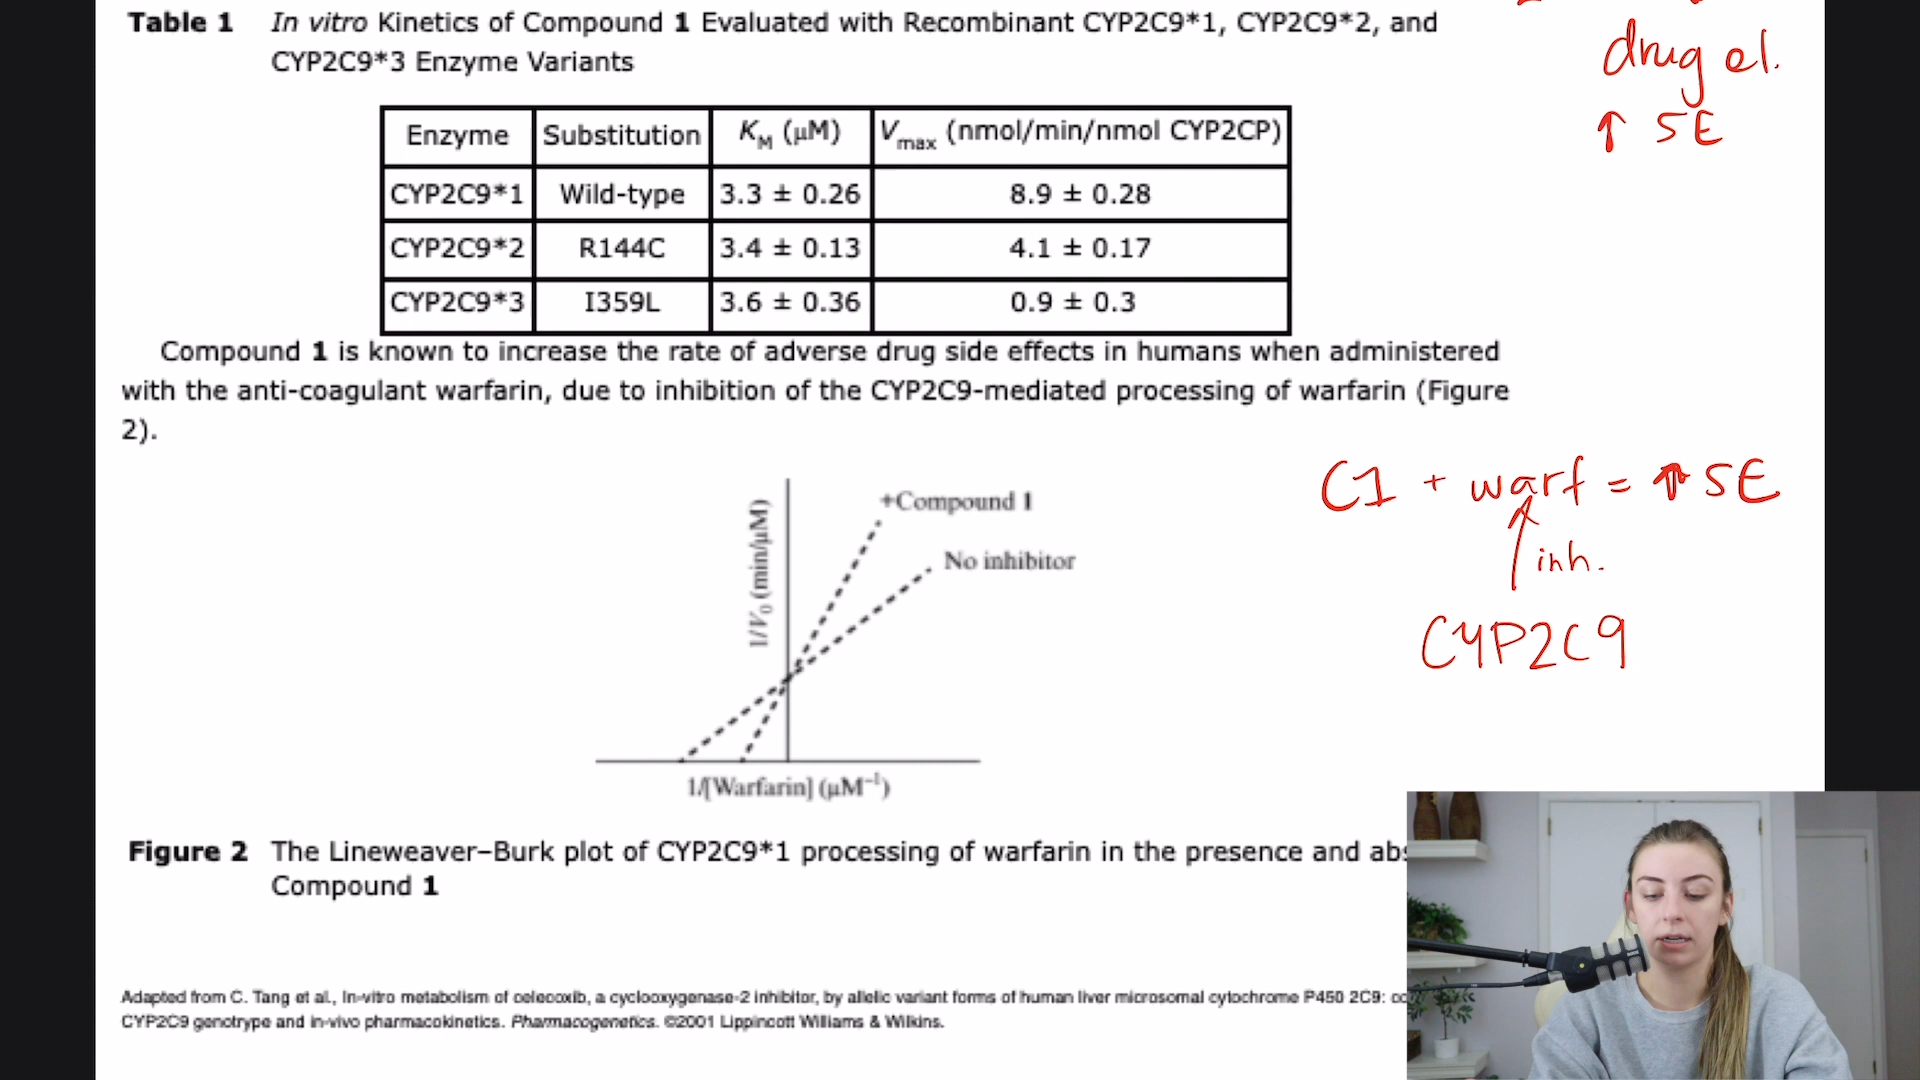 Table 1 In vitro Kinetics of Compound 1 Evaluated with Recombinant CYP2C9*1, CYP2C9*2, and
CYP2C9*3 Enzyme Variants
drug el.
↑ SE
Enzyme Substitution KM (μM) Vmax (nmol/min/nmol CYP2CP)
CYP2C9*1 Wild-type 3.3 ± 0.26 8.9 ± 0.28
CYP2C9*2 R144C 3.4 ± 0.13 4.1 ± 0.17
CYP2C9*3 I359L 3.6 ± 0.36 0.9 ± 0.3
Compound 1 is known to increase the rate of adverse drug side effects in humans when administered
with the anti-coagulant warfarin, due to inhibition of the CYP2C9-mediated processing of warfarin (Figure
2).
C1 + warf = ↑ SE
inh.
CYP2C9
+Compound 1
No inhibitor
1/V0 (min/μM)
1/[Warfarin] (μM⁻¹)
Figure 2 The Lineweaver–Burk plot of CYP2C9*1 processing of warfarin in the presence and
Compound 1
Adapted from C. Tang et al., In-vitro metabolism of celecoxib, a cyclooxygenase-2 inhibitor, by allelic variant forms of human liver microsomal cytochrome P450 2C9:
CYP2C9 genotrype and in-vivo pharmacokinetics. Pharmacogenetics. ©2001 Lippincott Williams & Wilkins.